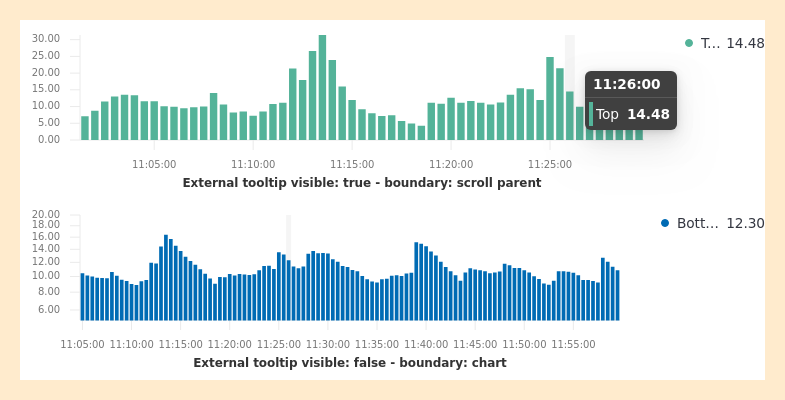 30.00
25.00
20.00
15.00
10.00
5.00
0.00
11:05:00 11:10:00 11:15:00 11:20:00 11:25:00
External tooltip visible: true - boundary: scroll parent
T... 14.48
11:26:00
Top 14.48
20.00
18.00
16.00
14.00
12.00
10.00
8.00
6.00
11:05:00 11:10:00 11:15:00 11:20:00 11:25:00 11:30:00 11:35:00 11:40:00 11:45:00 11:50:00 11:55:00
External tooltip visible: false - boundary: chart
Bott... 12.30